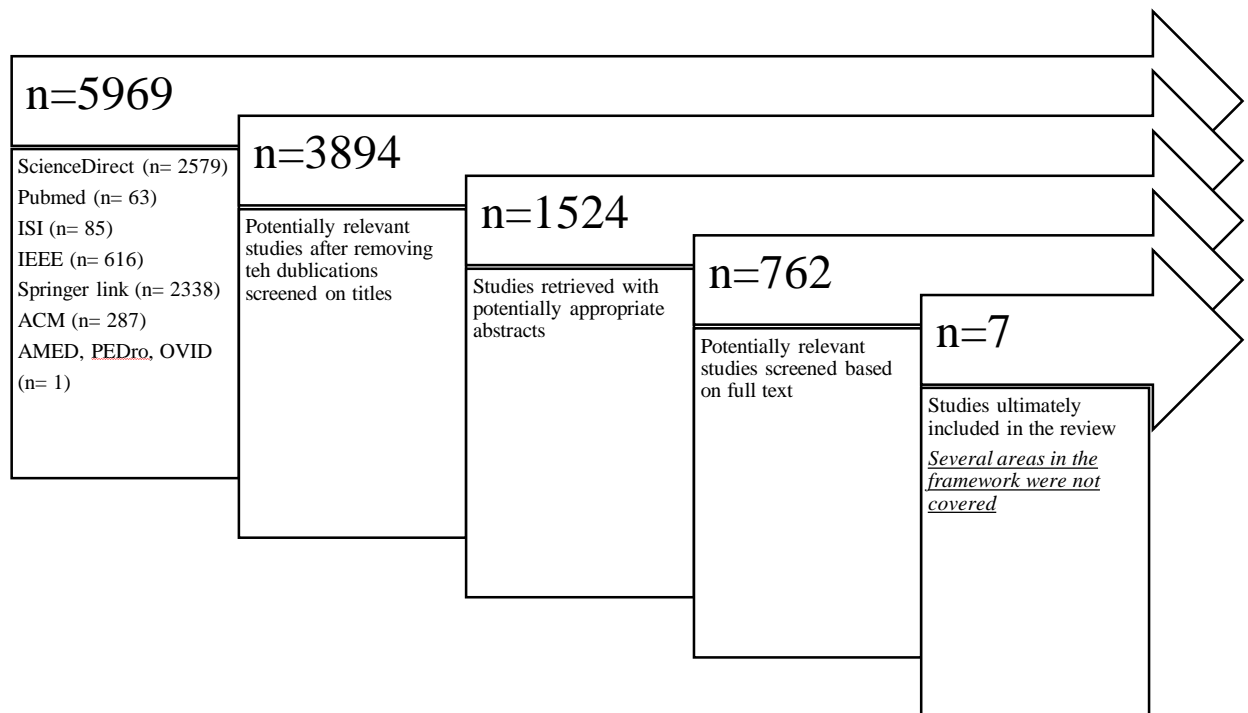 n=5969
ScienceDirect (n= 2579)
Pubmed (n= 63)
ISI (n= 85)
IEEE (n= 616)
Springer link (n= 2338)
ACM (n= 287)
AMED, PEDro, OVID
(n= 1)
n=3894
Potentially relevant
studies after removing
teh dublications
screened on titles
n=1524
Studies retrieved with
potentially appropriate
abstracts
n=762
Potentially relevant
studies screened based
on full text
n=7
Studies ultimately
included in the review
Several areas in the
framework were not
covered